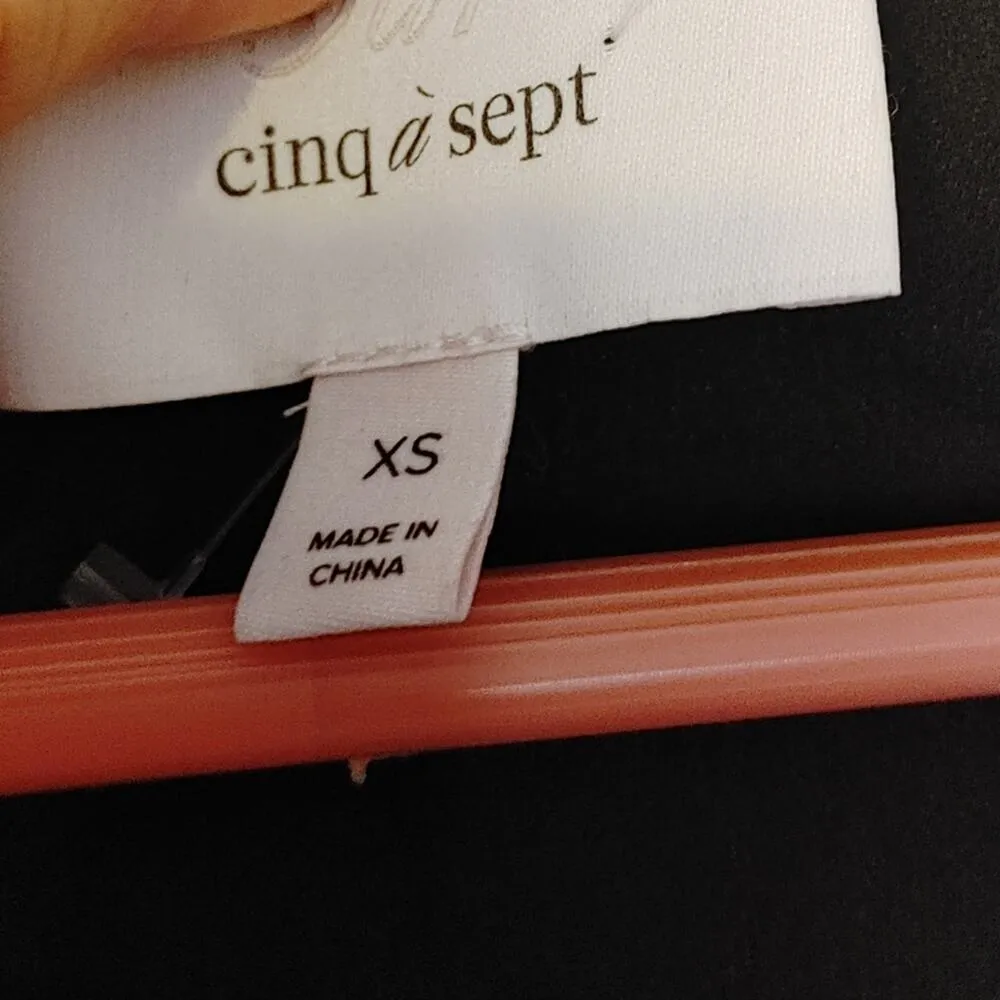 cinq à sept
XS
MADE IN
CHINA